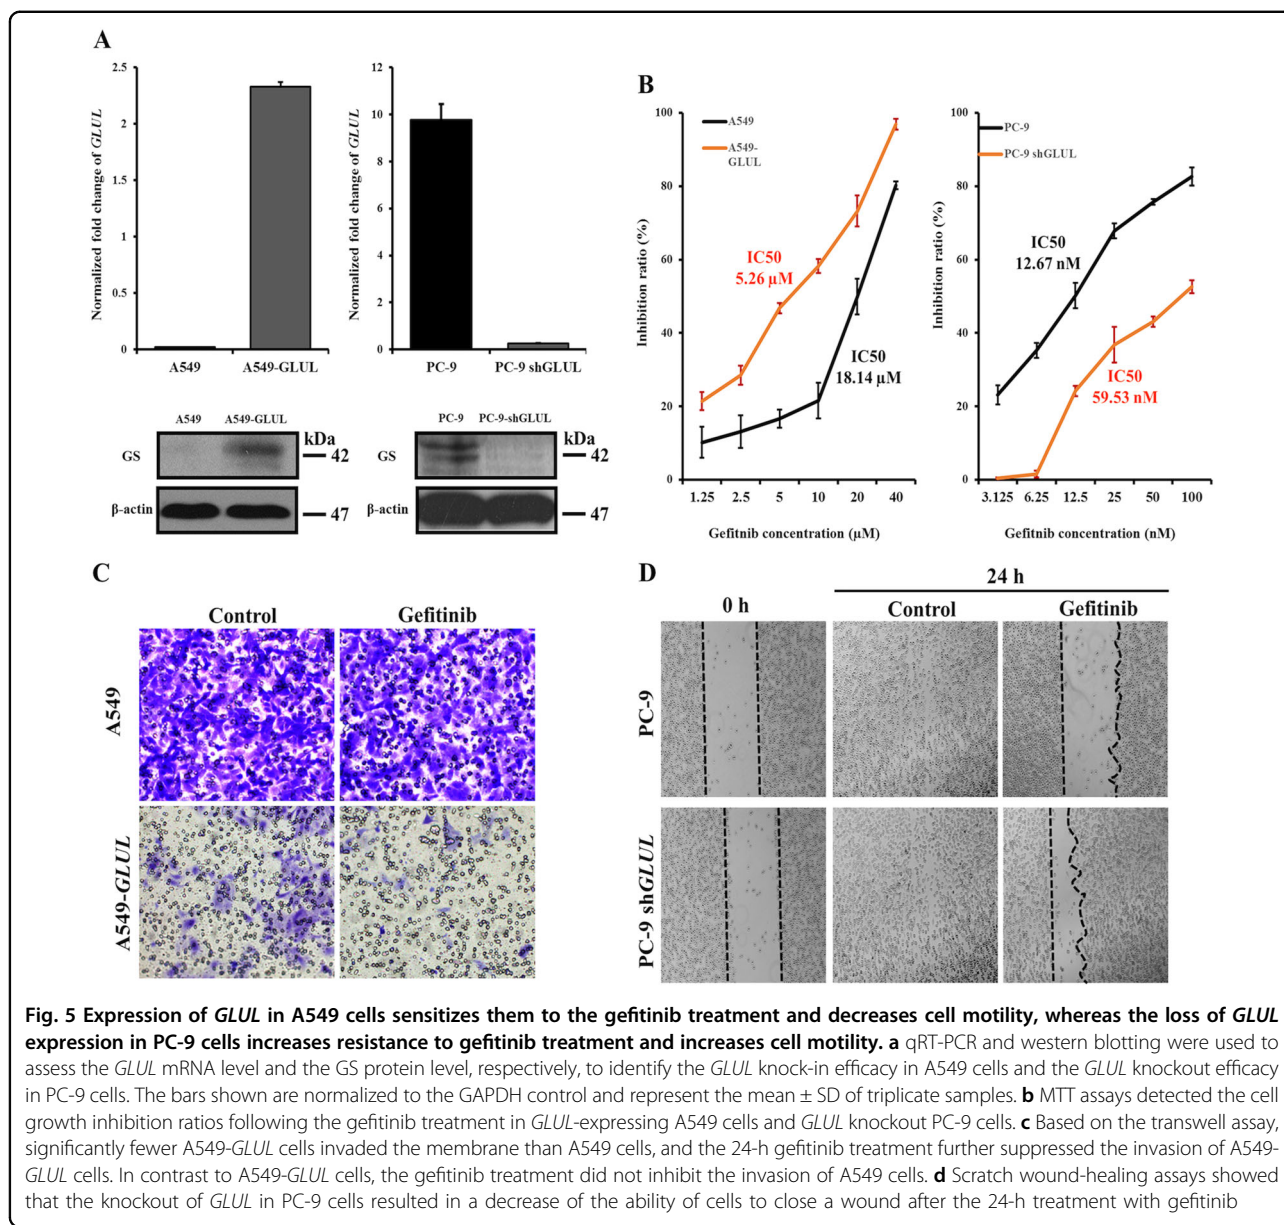 A
Normalized fold change of GLUL
2.5
2
1.5
1
0.5
0
A549
A549-GLUL
Normalized fold change of GLUL
12
10
8
6
4
2
0
PC-9
PC-9 shGLUL
A549
A549-GLUL
kDa
GS
42
β-actin
47
PC-9
PC-9-shGLUL
kDa
GS
42
β-actin
47
B
Inhibition ratio (%)
100
80
60
40
20
0
A549
A549-
GLUL
IC50
5.26 µM
IC50
18.14 µM
1.25
2.5
5
10
20
40
Gefitnib concentration (µM)
Inhibition ratio (%)
100
80
60
40
20
0
PC-9
PC-9 shGLUL
IC50
12.67 nM
IC50
59.53 nM
3.125
6.25
12.5
25
50
100
Gefitnib concentration (nM)
C
Control
Gefitinib
A549
A549-GLUL
D
24 h
0 h
Control
Gefitinib
PC-9
PC-9 shGLUL
Fig. 5 Expression of GLUL in A549 cells sensitizes them to the gefitinib treatment and decreases cell motility, whereas the loss of GLUL
expression in PC-9 cells increases resistance to gefitinib treatment and increases cell motility. a qRT-PCR and western blotting were used to
assess the GLUL mRNA level and the GS protein level, respectively, to identify the GLUL knock-in efficacy in A549 cells and the GLUL knockout efficacy
in PC-9 cells. The bars shown are normalized to the GAPDH control and represent the mean ± SD of triplicate samples. b MTT assays detected the cell
growth inhibition ratios following the gefitinib treatment in GLUL-expressing A549 cells and GLUL knockout PC-9 cells. c Based on the transwell assay,
significantly fewer A549-GLUL cells invaded the membrane than A549 cells, and the 24-h gefitinib treatment further suppressed the invasion of A549-
GLUL cells. In contrast to A549-GLUL cells, the gefitinib treatment did not inhibit the invasion of A549 cells. d Scratch wound-healing assays showed
that the knockout of GLUL in PC-9 cells resulted in a decrease of the ability of cells to close a wound after the 24-h treatment with gefitinib